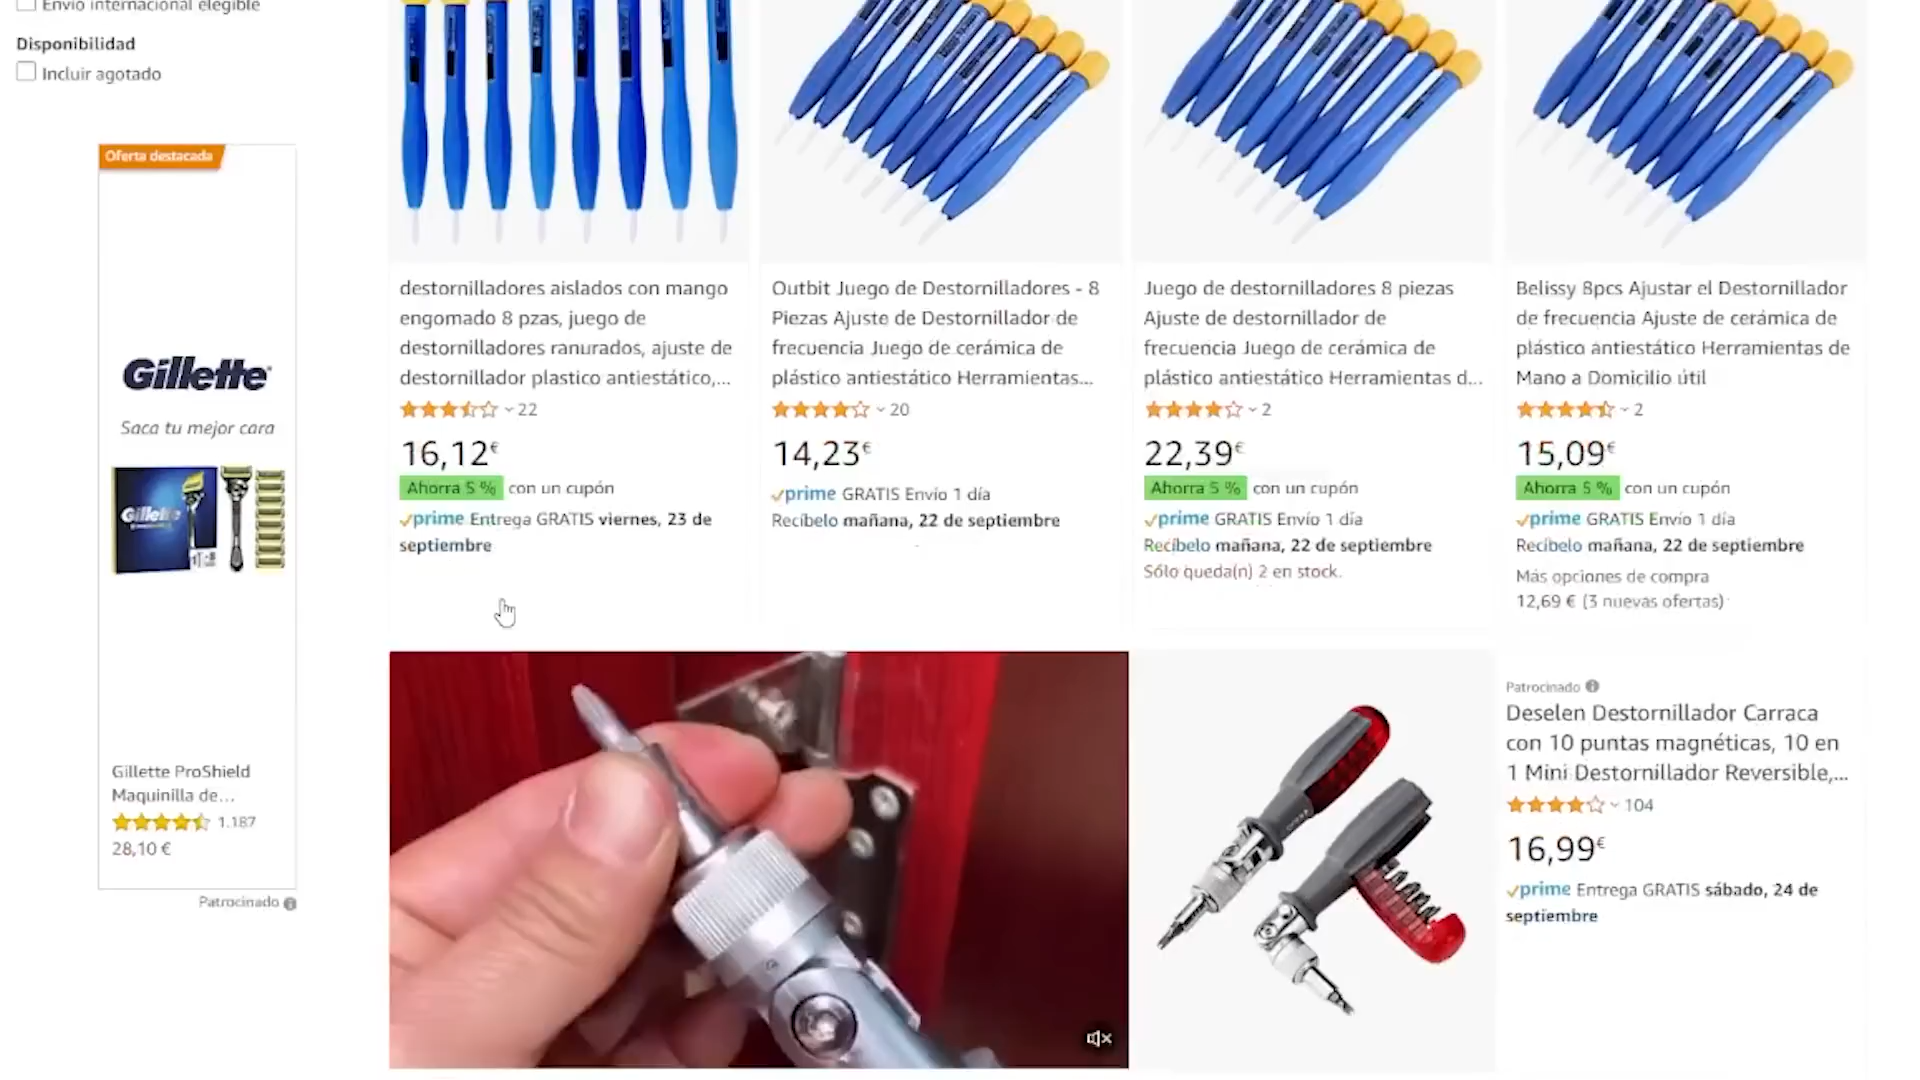 Envío internacional elegible
Disponibilidad
Incluir agotado
Oferta destacada
Gillette
Saca tu mejor cara
Gillette
Gillette ProShield
Maquinilla de...
1.187
28,10 €
Patrocinado
destornilladores aislados con mango
engomado 8 pzas, juego de
destornilladores ranurados, ajuste de
destornillador plastico antiestático,...
22
16,12€
Ahorra 5 % con un cupón
prime Entrega GRATIS viernes, 23 de
septiembre
Outbit Juego de Destornilladores - 8
Piezas Ajuste de Destornillador de
frecuencia Juego de cerámica de
plástico antiestático Herramientas...
20
14,23€
prime GRATIS Envío 1 día
Recíbelo mañana, 22 de septiembre
Juego de destornilladores 8 piezas
Ajuste de destornillador de
frecuencia Juego de cerámica de
plástico antiestático Herramientas d...
2
22,39€
Ahorra 5 % con un cupón
prime GRATIS Envío 1 día
Recíbelo mañana, 22 de septiembre
Sólo queda(n) 2 en stock.
Belissy 8pcs Ajustar el Destornillador
de frecuencia Ajuste de cerámica de
plástico antiestático Herramientas de
Mano a Domicilio útil
2
15,09€
Ahorra 5 % con un cupón
prime GRATIS Envío 1 día
Recíbelo mañana, 22 de septiembre
Más opciones de compra
12,69 € (3 nuevas ofertas)
Patrocinado
Deselen Destornillador Carraca
con 10 puntas magnéticas, 10 en
1 Mini Destornillador Reversible,...
104
16,99€
prime Entrega GRATIS sábado, 24 de
septiembre